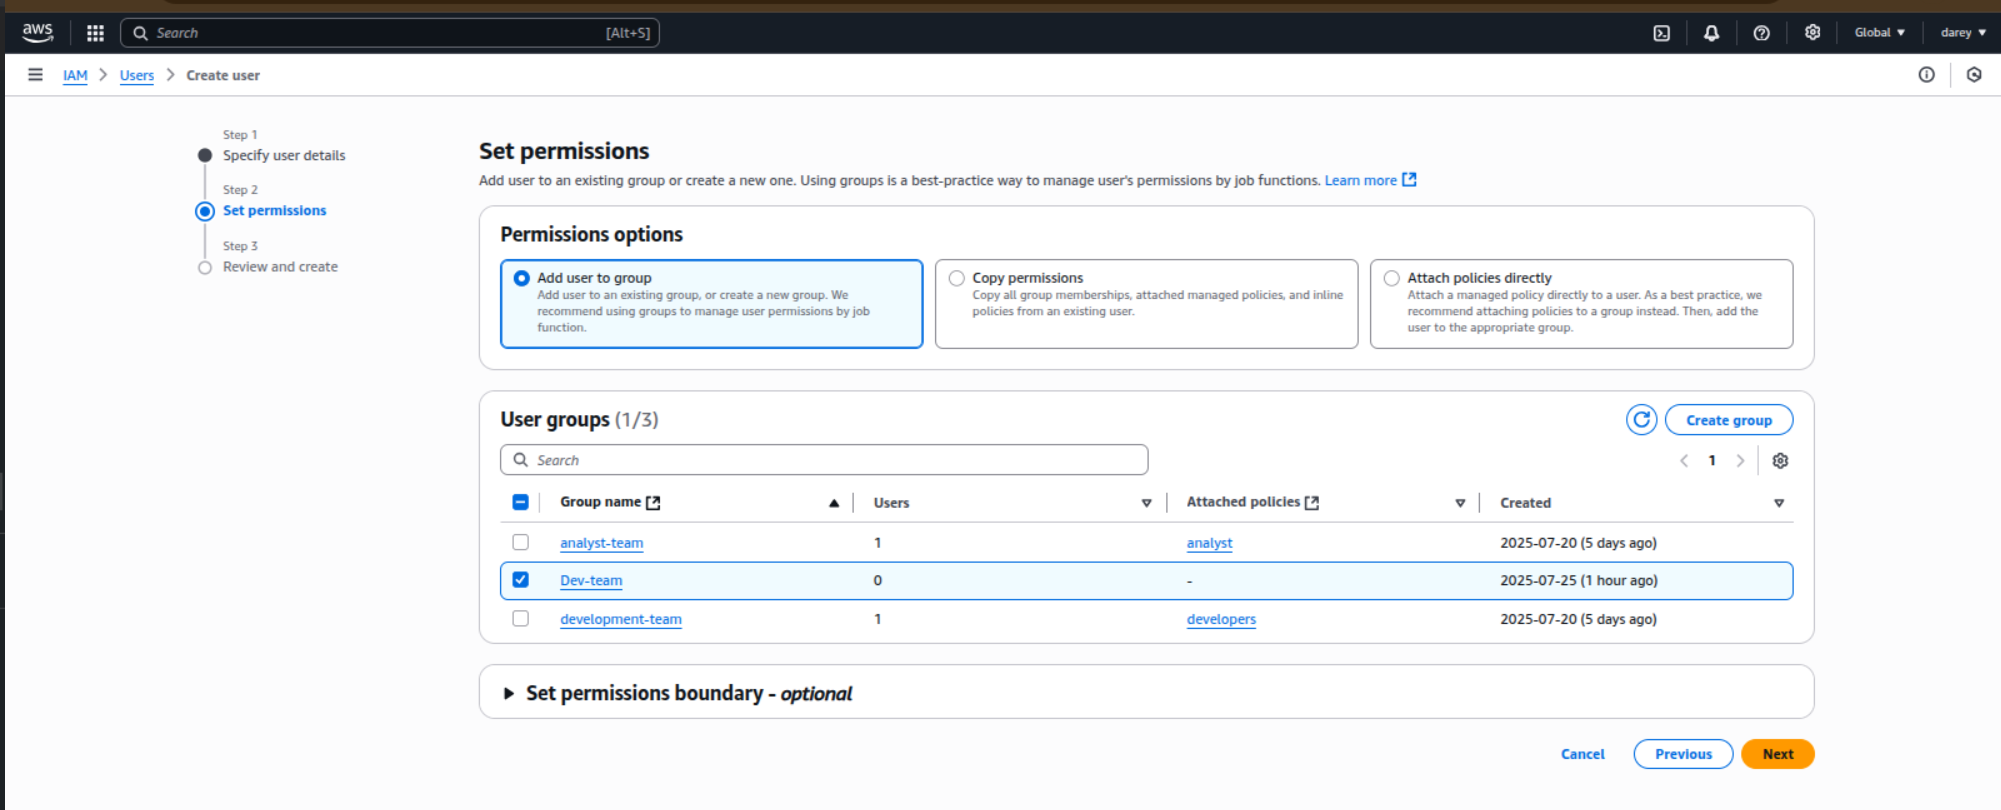 aws
Search [Alt+S]
Global
darey
IAM > Users > Create user
Step 1
Specify user details
Step 2
Set permissions
Step 3
Review and create
Set permissions
Add user to an existing group or create a new one. Using groups is a best-practice way to manage user's permissions by job functions. Learn more
Permissions options
Add user to group
Add user to an existing group, or create a new group. We
recommend using groups to manage user permissions by job
function.
Copy permissions
Copy all group memberships, attached managed policies, and inline
policies from an existing user.
Attach policies directly
Attach a managed policy directly to a user. As a best practice, we
recommend attaching policies to a group instead. Then, add the
user to the appropriate group.
User groups (1/3)
Create group
Search
1
Group name Users Attached policies Created
analyst-team 1 analyst 2025-07-20 (5 days ago)
Dev-team 0 - 2025-07-25 (1 hour ago)
development-team 1 developers 2025-07-20 (5 days ago)
Set permissions boundary - optional
Cancel Previous Next